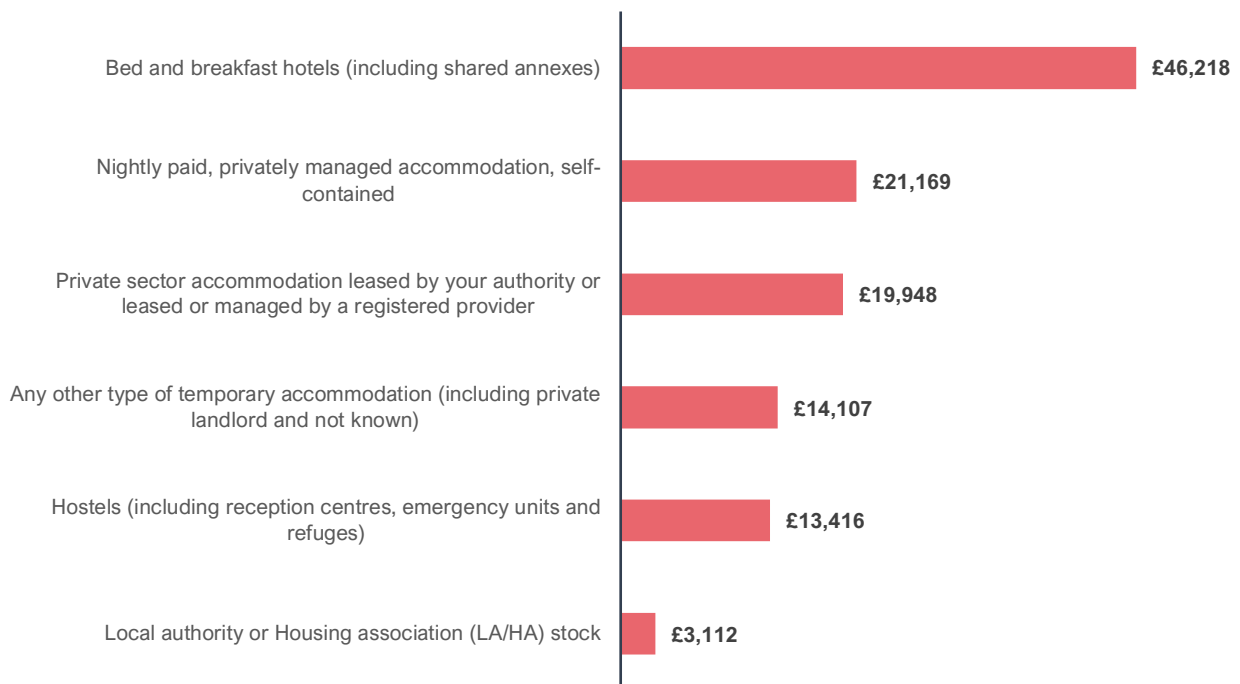 Bed and breakfast hotels (including shared annexes)
£46,218
Nightly paid, privately managed accommodation, self-
contained
£21,169
Private sector accommodation leased by your authority or
leased or managed by a registered provider
£19,948
Any other type of temporary accommodation (including private
landlord and not known)
£14,107
Hostels (including reception centres, emergency units and
refuges)
£13,416
Local authority or Housing association (LA/HA) stock
£3,112